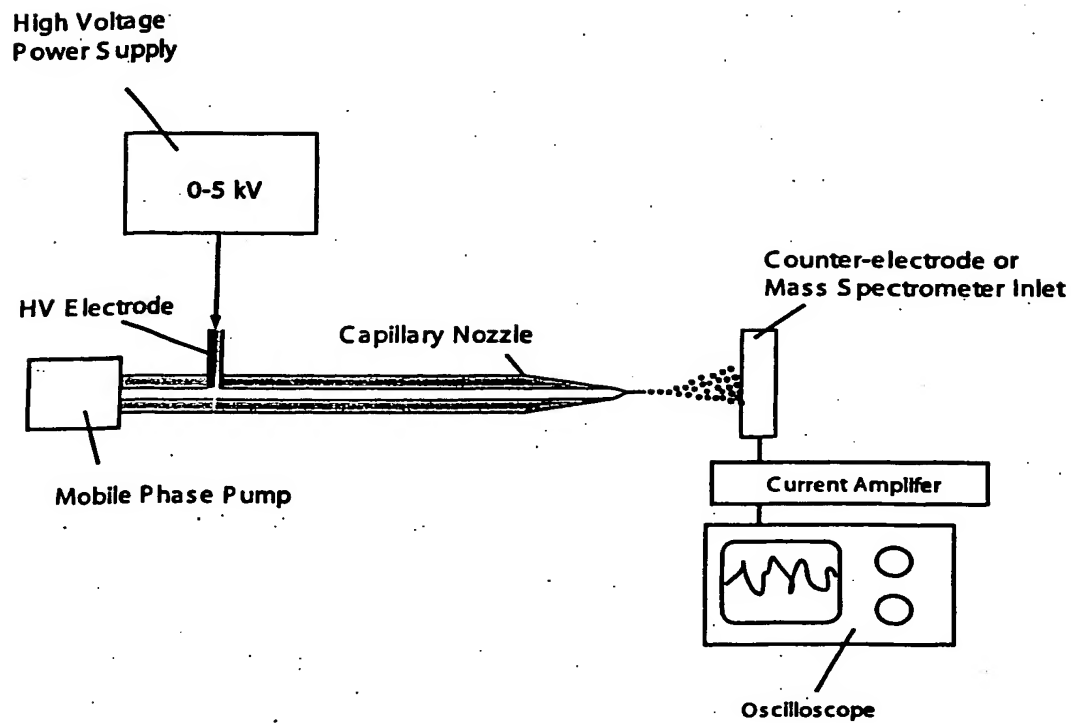 High Voltage
Power Supply
0-5 kV
Counter-electrode or
Mass Spectrometer Inlet
HV Electrode
Capillary Nozzle
Mobile Phase Pump
Current Amplifer
Oscilloscope